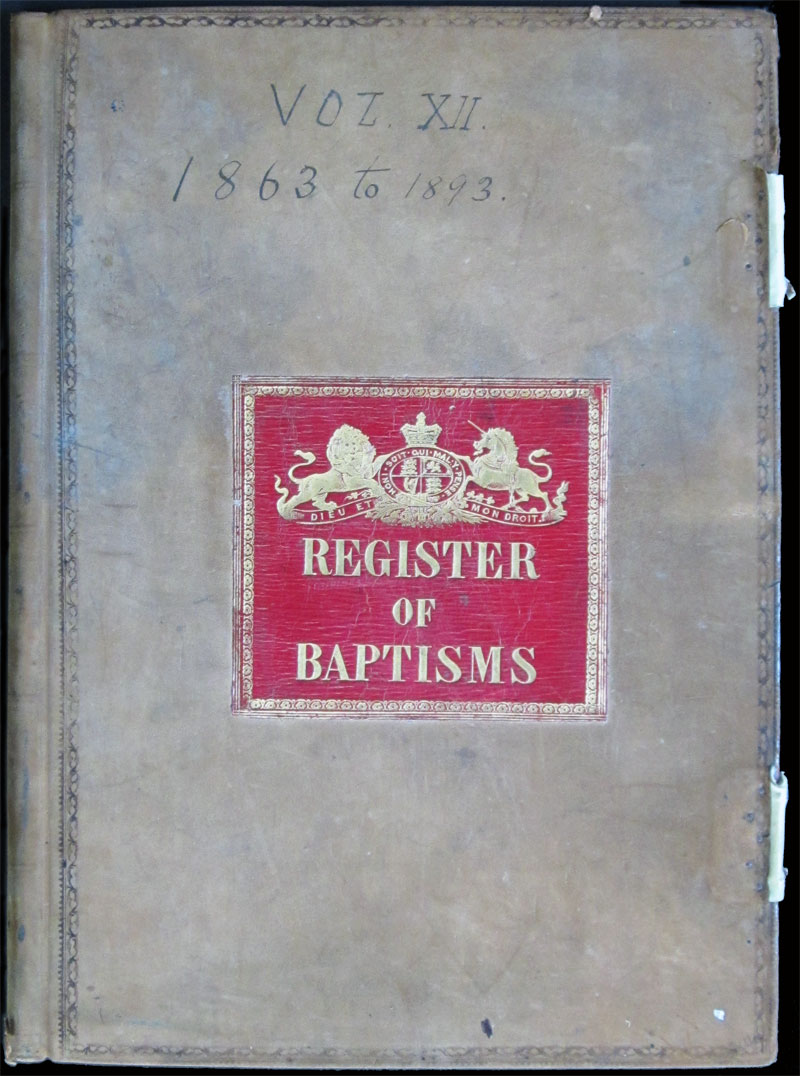 VOL. XII.
1863 to 1893.
HONI·SOIT·QUI·MAL·Y·PENSE
DIEU ET MON DROIT
REGISTER
OF
BAPTISMS